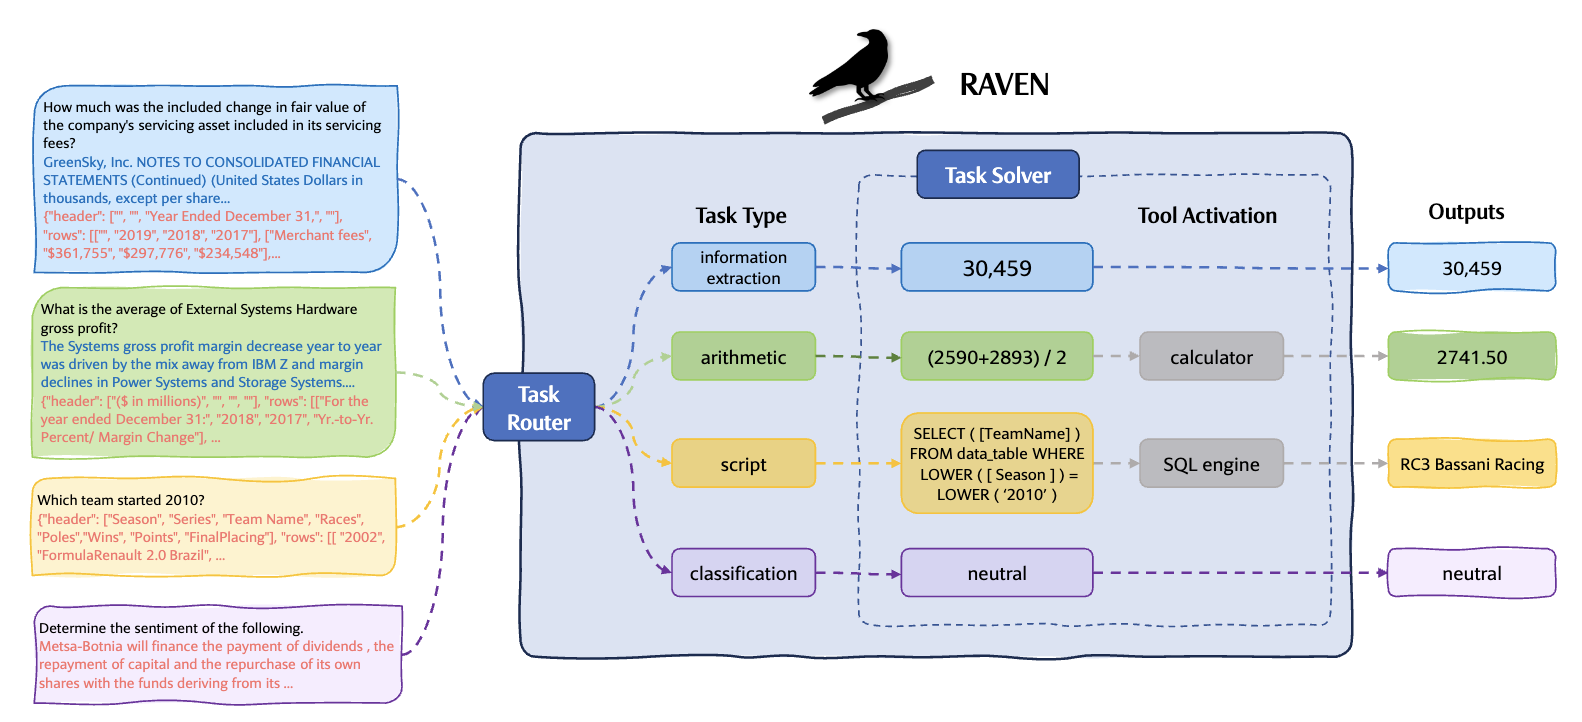 RAVEN
How much was the included change in fair value of
the company's servicing asset included in its servicing
fees?
GreenSky, Inc. NOTES TO CONSOLIDATED FINANCIAL
STATEMENTS (Continued) (United States Dollars in
thousands, except per share...
{"header": ["", "", "Year Ended December 31,", ""],
"rows": [["", "2019", "2018", "2017"], ["Merchant fees",
"$361,755", "$297,776", "$234,548"],...
What is the average of External Systems Hardware
gross profit?
The Systems gross profit margin decrease year to year
was driven by the mix away from IBM Z and margin
declines in Power Systems and Storage Systems....
{"header": ["($ in millions)", "", "", ""], "rows": [["For the
year ended December 31:", "2018", "2017", "Yr.-to-Yr.
Percent/ Margin Change"], ...
Which team started 2010?
{"header": ["Season", "Series", "Team Name", "Races",
"Poles","Wins", "Points", "FinalPlacing"], "rows": [[ "2002",
"FormulaRenault 2.0 Brazil", ...
Determine the sentiment of the following.
Metsa-Botnia will finance the payment of dividends , the
repayment of capital and the repurchase of its own
shares with the funds deriving from its ...
Task
Router
Task Solver
Task Type
Tool Activation
Outputs
information
extraction
30,459
30,459
arithmetic
(2590+2893) / 2
calculator
2741.50
script
SELECT ( [TeamName] )
FROM data_table WHERE
LOWER ( [ Season ] ) =
LOWER ( ‘2010’ )
SQL engine
RC3 Bassani Racing
classification
neutral
neutral